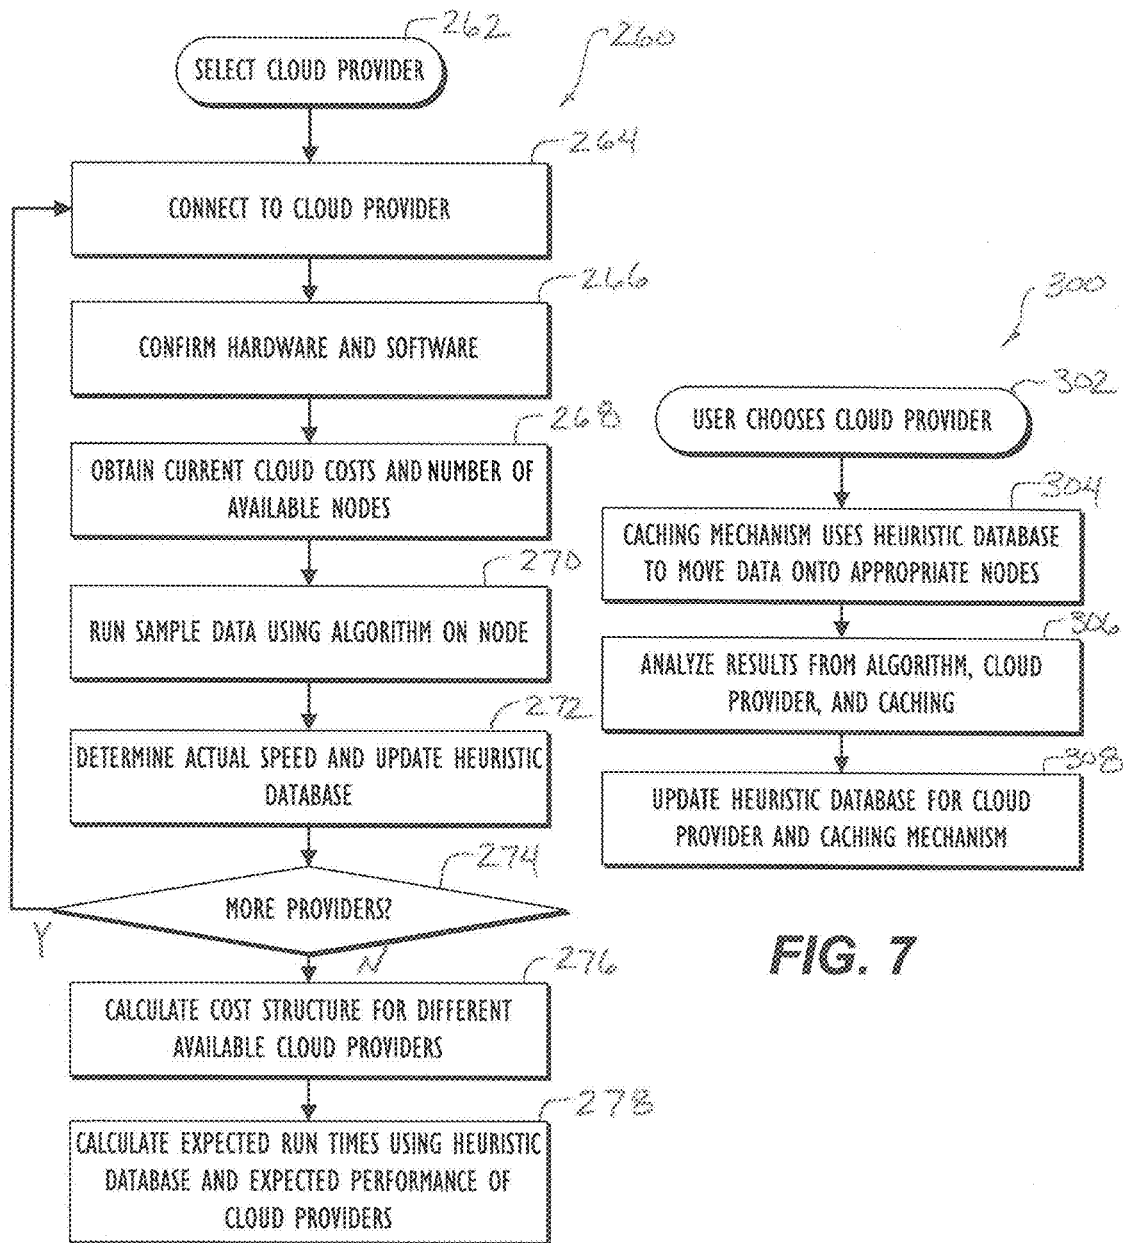 262
SELECT CLOUD PROVIDER
260
264
CONNECT TO CLOUD PROVIDER
266
CONFIRM HARDWARE AND SOFTWARE
268
OBTAIN CURRENT CLOUD COSTS AND NUMBER OF
AVAILABLE NODES
270
RUN SAMPLE DATA USING ALGORITHM ON NODE
272
DETERMINE ACTUAL SPEED AND UPDATE HEURISTIC
DATABASE
274
MORE PROVIDERS?
Y
N
276
CALCULATE COST STRUCTURE FOR DIFFERENT
AVAILABLE CLOUD PROVIDERS
278
CALCULATE EXPECTED RUN TIMES USING HEURISTIC
DATABASE AND EXPECTED PERFORMANCE OF
CLOUD PROVIDERS
300
302
USER CHOOSES CLOUD PROVIDER
304
CACHING MECHANISM USES HEURISTIC DATABASE
TO MOVE DATA ONTO APPROPRIATE NODES
306
ANALYZE RESULTS FROM ALGORITHM, CLOUD
PROVIDER, AND CACHING
308
UPDATE HEURISTIC DATABASE FOR CLOUD
PROVIDER AND CACHING MECHANISM
FIG. 7